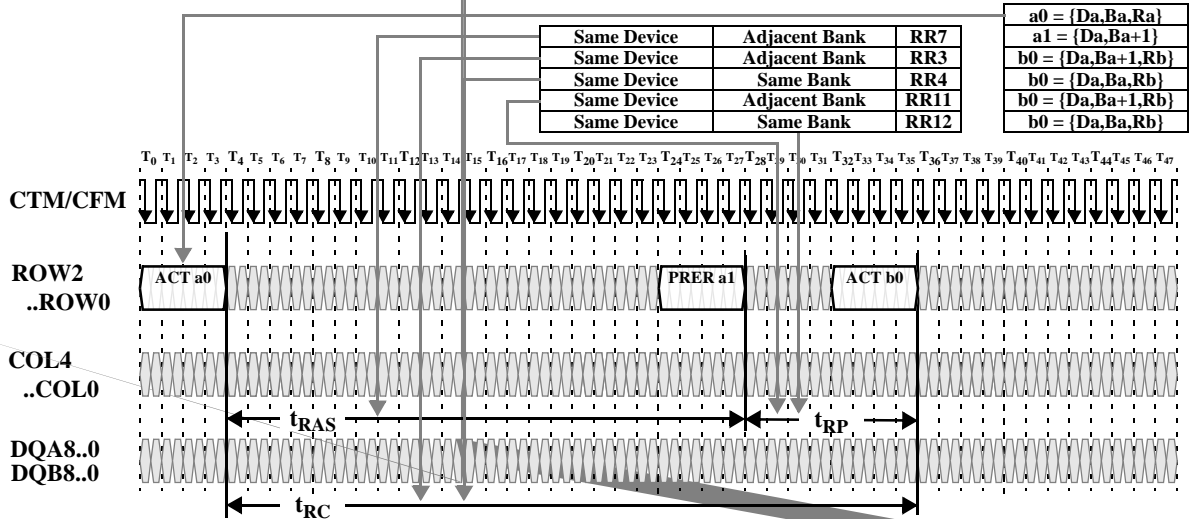 a0 = {Da,Ba,Ra}
Same Device Adjacent Bank RR7 a1 = {Da,Ba+1}
Same Device Adjacent Bank RR3 b0 = {Da,Ba+1,Rb}
Same Device Same Bank RR4 b0 = {Da,Ba,Rb}
Same Device Adjacent Bank RR11 b0 = {Da,Ba+1,Rb}
Same Device Same Bank RR12 b0 = {Da,Ba,Rb}
T0 T1 T2 T3 T4 T5 T6 T7 T8 T9 T10 T11 T12 T13 T14 T15 T16 T17 T18 T19 T20 T21 T22 T23 T24 T25 T26 T27 T28 T29 T30 T31 T32 T33 T34 T35 T36 T37 T38 T39 T40 T41 T42 T43 T44 T45 T46 T47
CTM/CFM
ROW2 ACT a0 PRER a1 ACT b0
..ROW0
COL4
..COL0
tRAS tRP
DQA8..0
DQB8..0
tRC